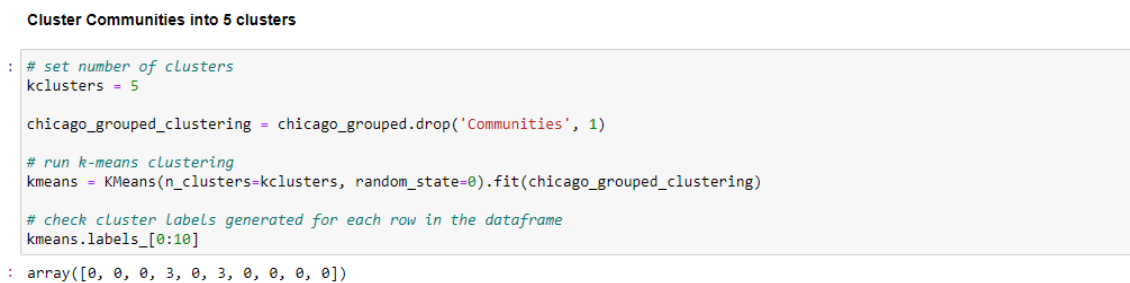 Cluster Communities into 5 clusters
: # set number of clusters
kclusters = 5
chicago_grouped_clustering = chicago_grouped.drop('Communities', 1)
# run k-means clustering
kmeans = KMeans(n_clusters=kclusters, random_state=0).fit(chicago_grouped_clustering)
# check cluster labels generated for each row in the dataframe
kmeans.labels_[0:10]
: array([0, 0, 0, 3, 0, 3, 0, 0, 0, 0])